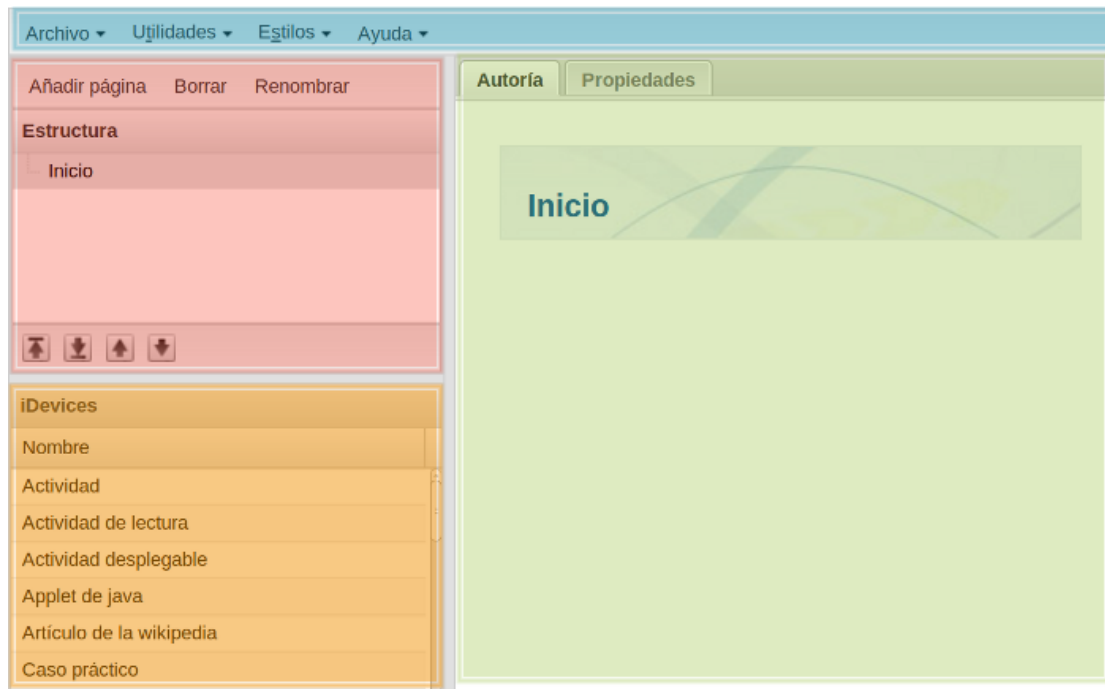 Archivo Utilidades Estilos Ayuda
Añadir página Borrar Renombrar
Estructura
Inicio
iDevices
Nombre
Actividad
Actividad de lectura
Actividad desplegable
Applet de java
Artículo de la wikipedia
Caso práctico
Autoría Propiedades
Inicio